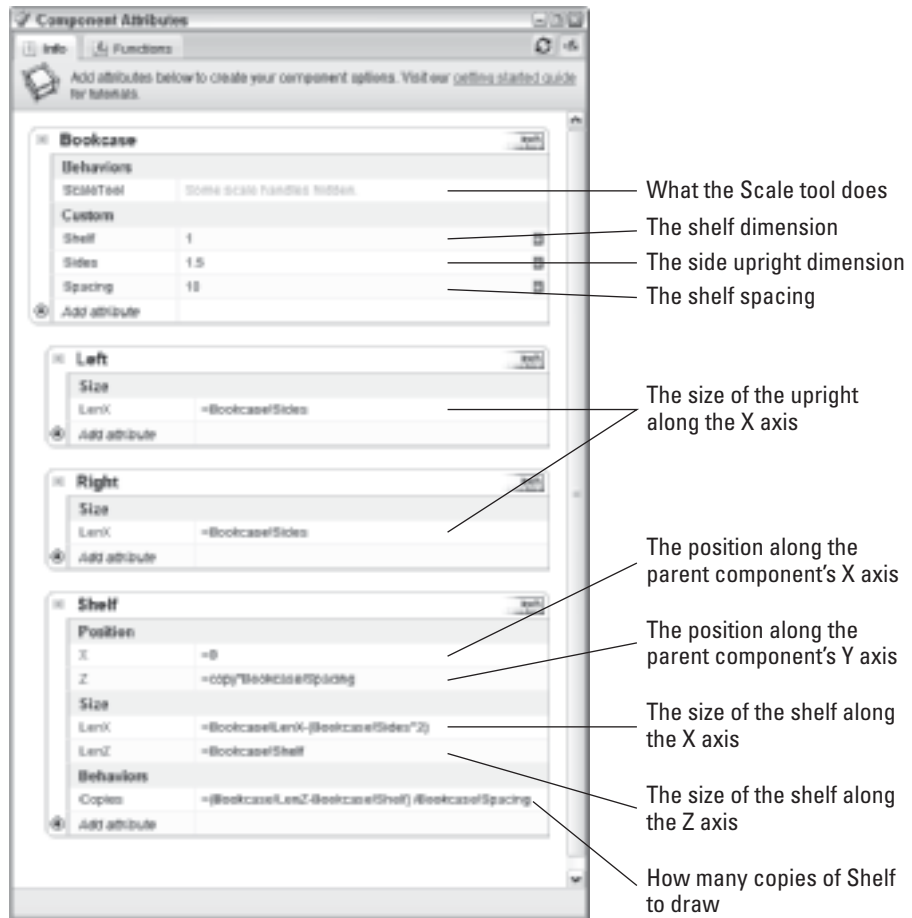 Component Attributes
Info
Functions
Add attributes below to create your component options. Visit our getting started guide
for tutorials.
Bookcase
Behaviors
ScaleTool Some scale handles hidden.
What the Scale tool does
Custom
Shelf 1
The shelf dimension
Sides 1.5
The side upright dimension
Spacing 10
The shelf spacing
Add attribute
Left
Size
LenX =Bookcase!Sides
The size of the upright
along the X axis
Add attribute
Right
Size
LenX =Bookcase!Sides
Add attribute
Shelf
Position
X =0
The position along the
parent component's X axis
Z =copy*Bookcase!Spacing
The position along the
parent component's Y axis
Size
LenX =Bookcase!LenX-(Bookcase!Sides*2)
The size of the shelf along
the X axis
LenZ =Bookcase!Shelf
The size of the shelf along
the Z axis
Behaviors
Copies =(Bookcase!LenZ-Bookcase!Shelf) /Bookcase!Spacing
How many copies of Shelf
to draw
Add attribute